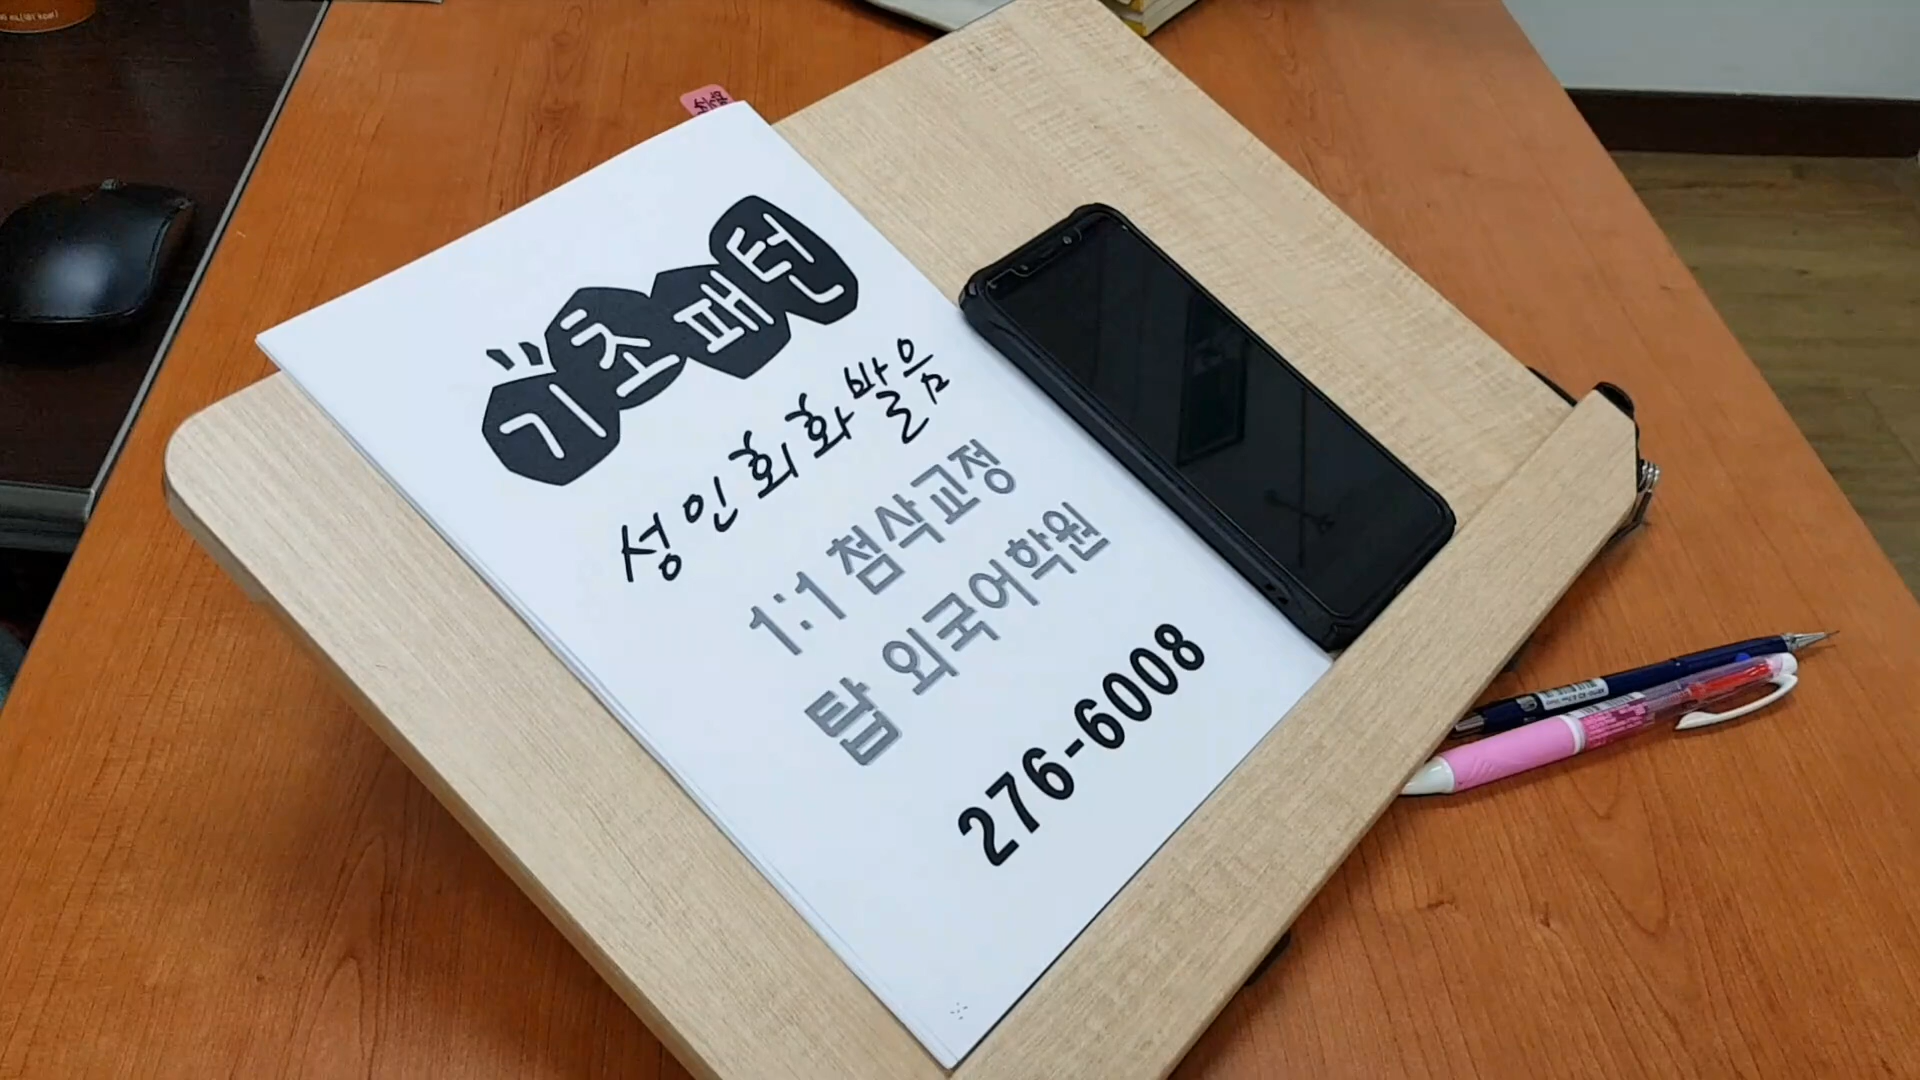 기초패턴
성인회화발음
1:1 첨삭교정
탑 외국어학원
276-6008